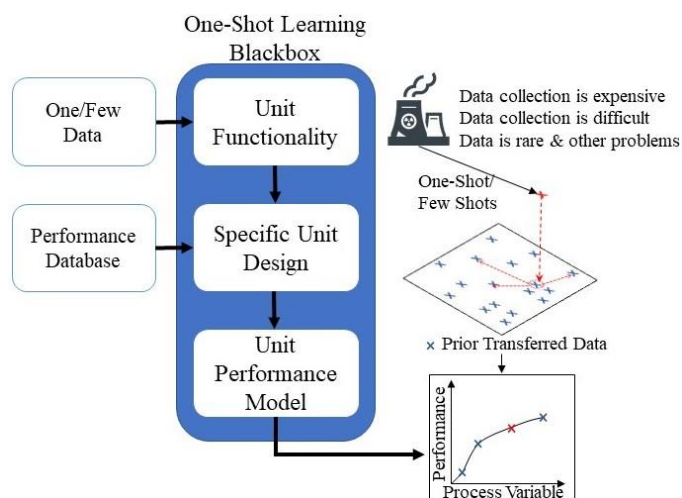 One-Shot Learning
Blackbox
One/Few
Data
Unit
Functionality
Performance
Database
Specific Unit
Design
Unit
Performance
Model
Data collection is expensive
Data collection is difficult
Data is rare & other problems
One-Shot/
Few Shots
Prior Transferred Data
Performance
Process Variable